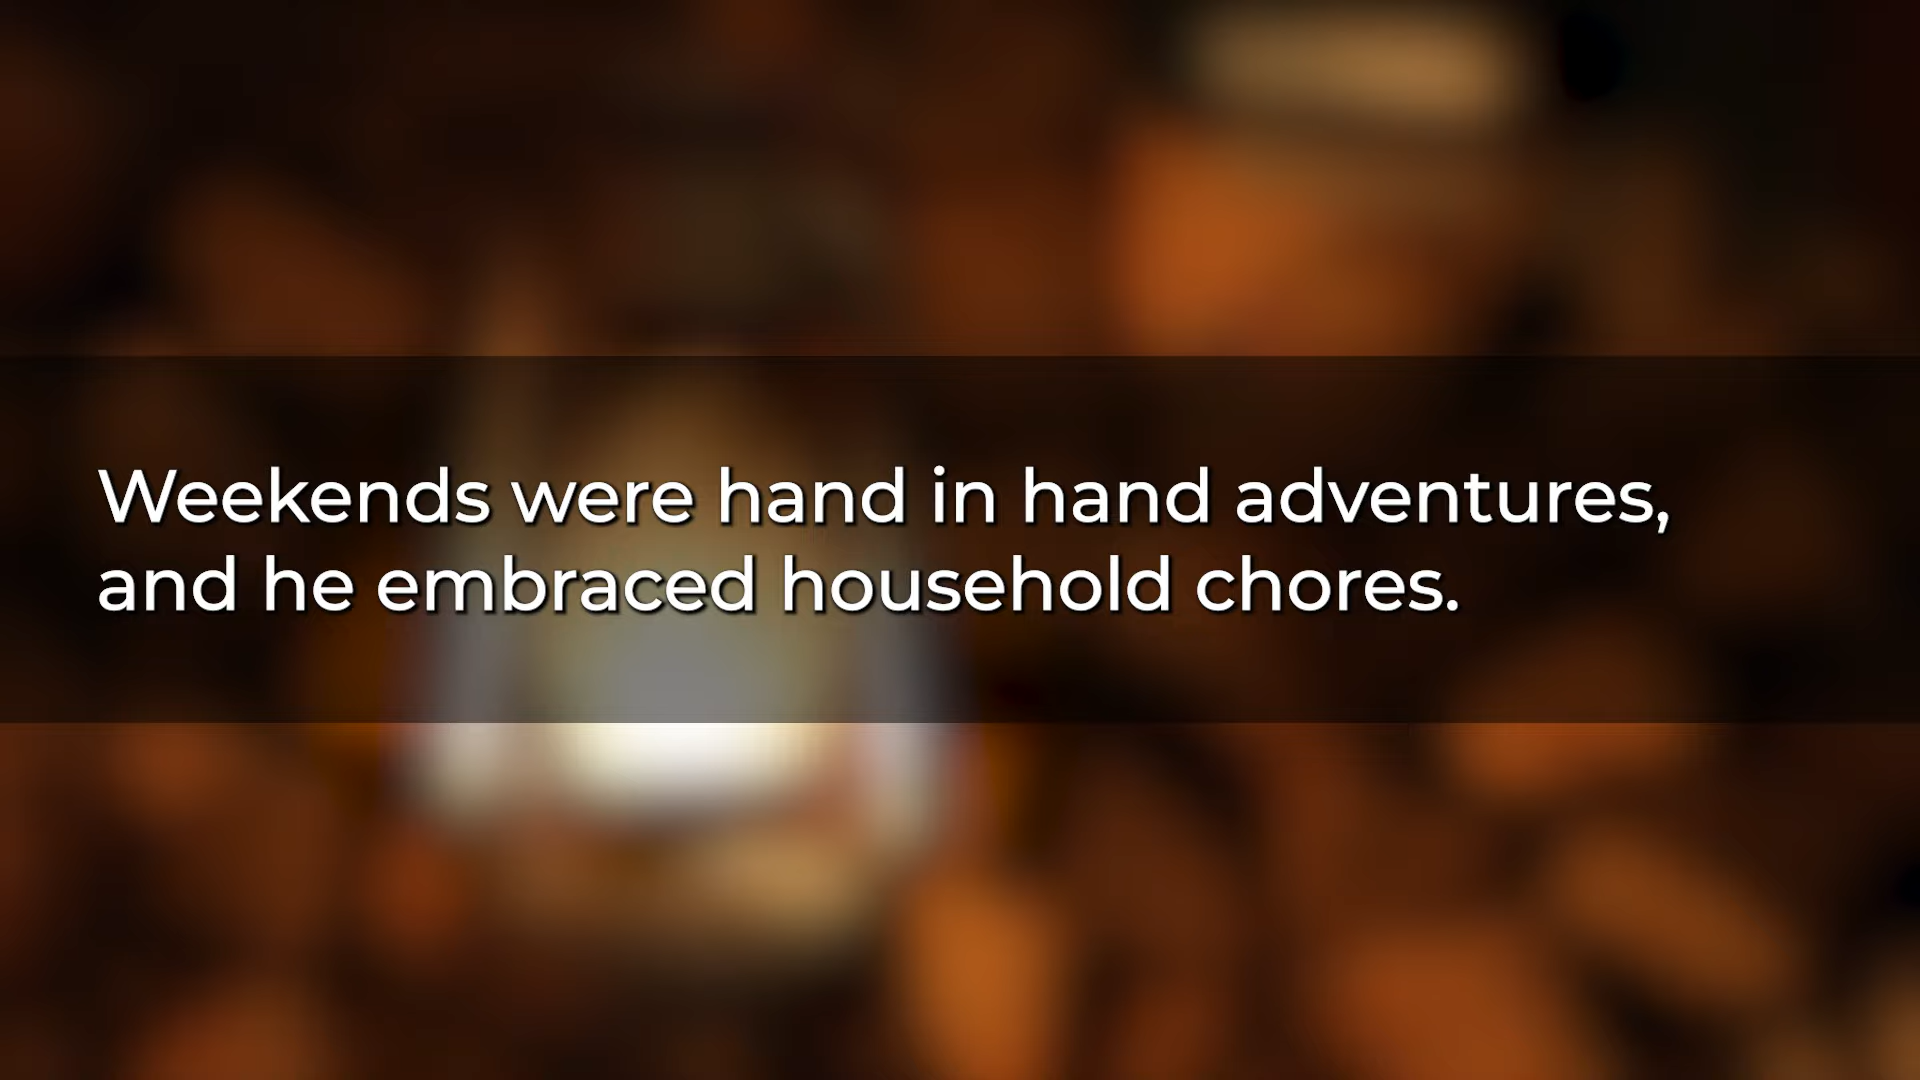 Weekends were hand in hand adventures,
and he embraced household chores.